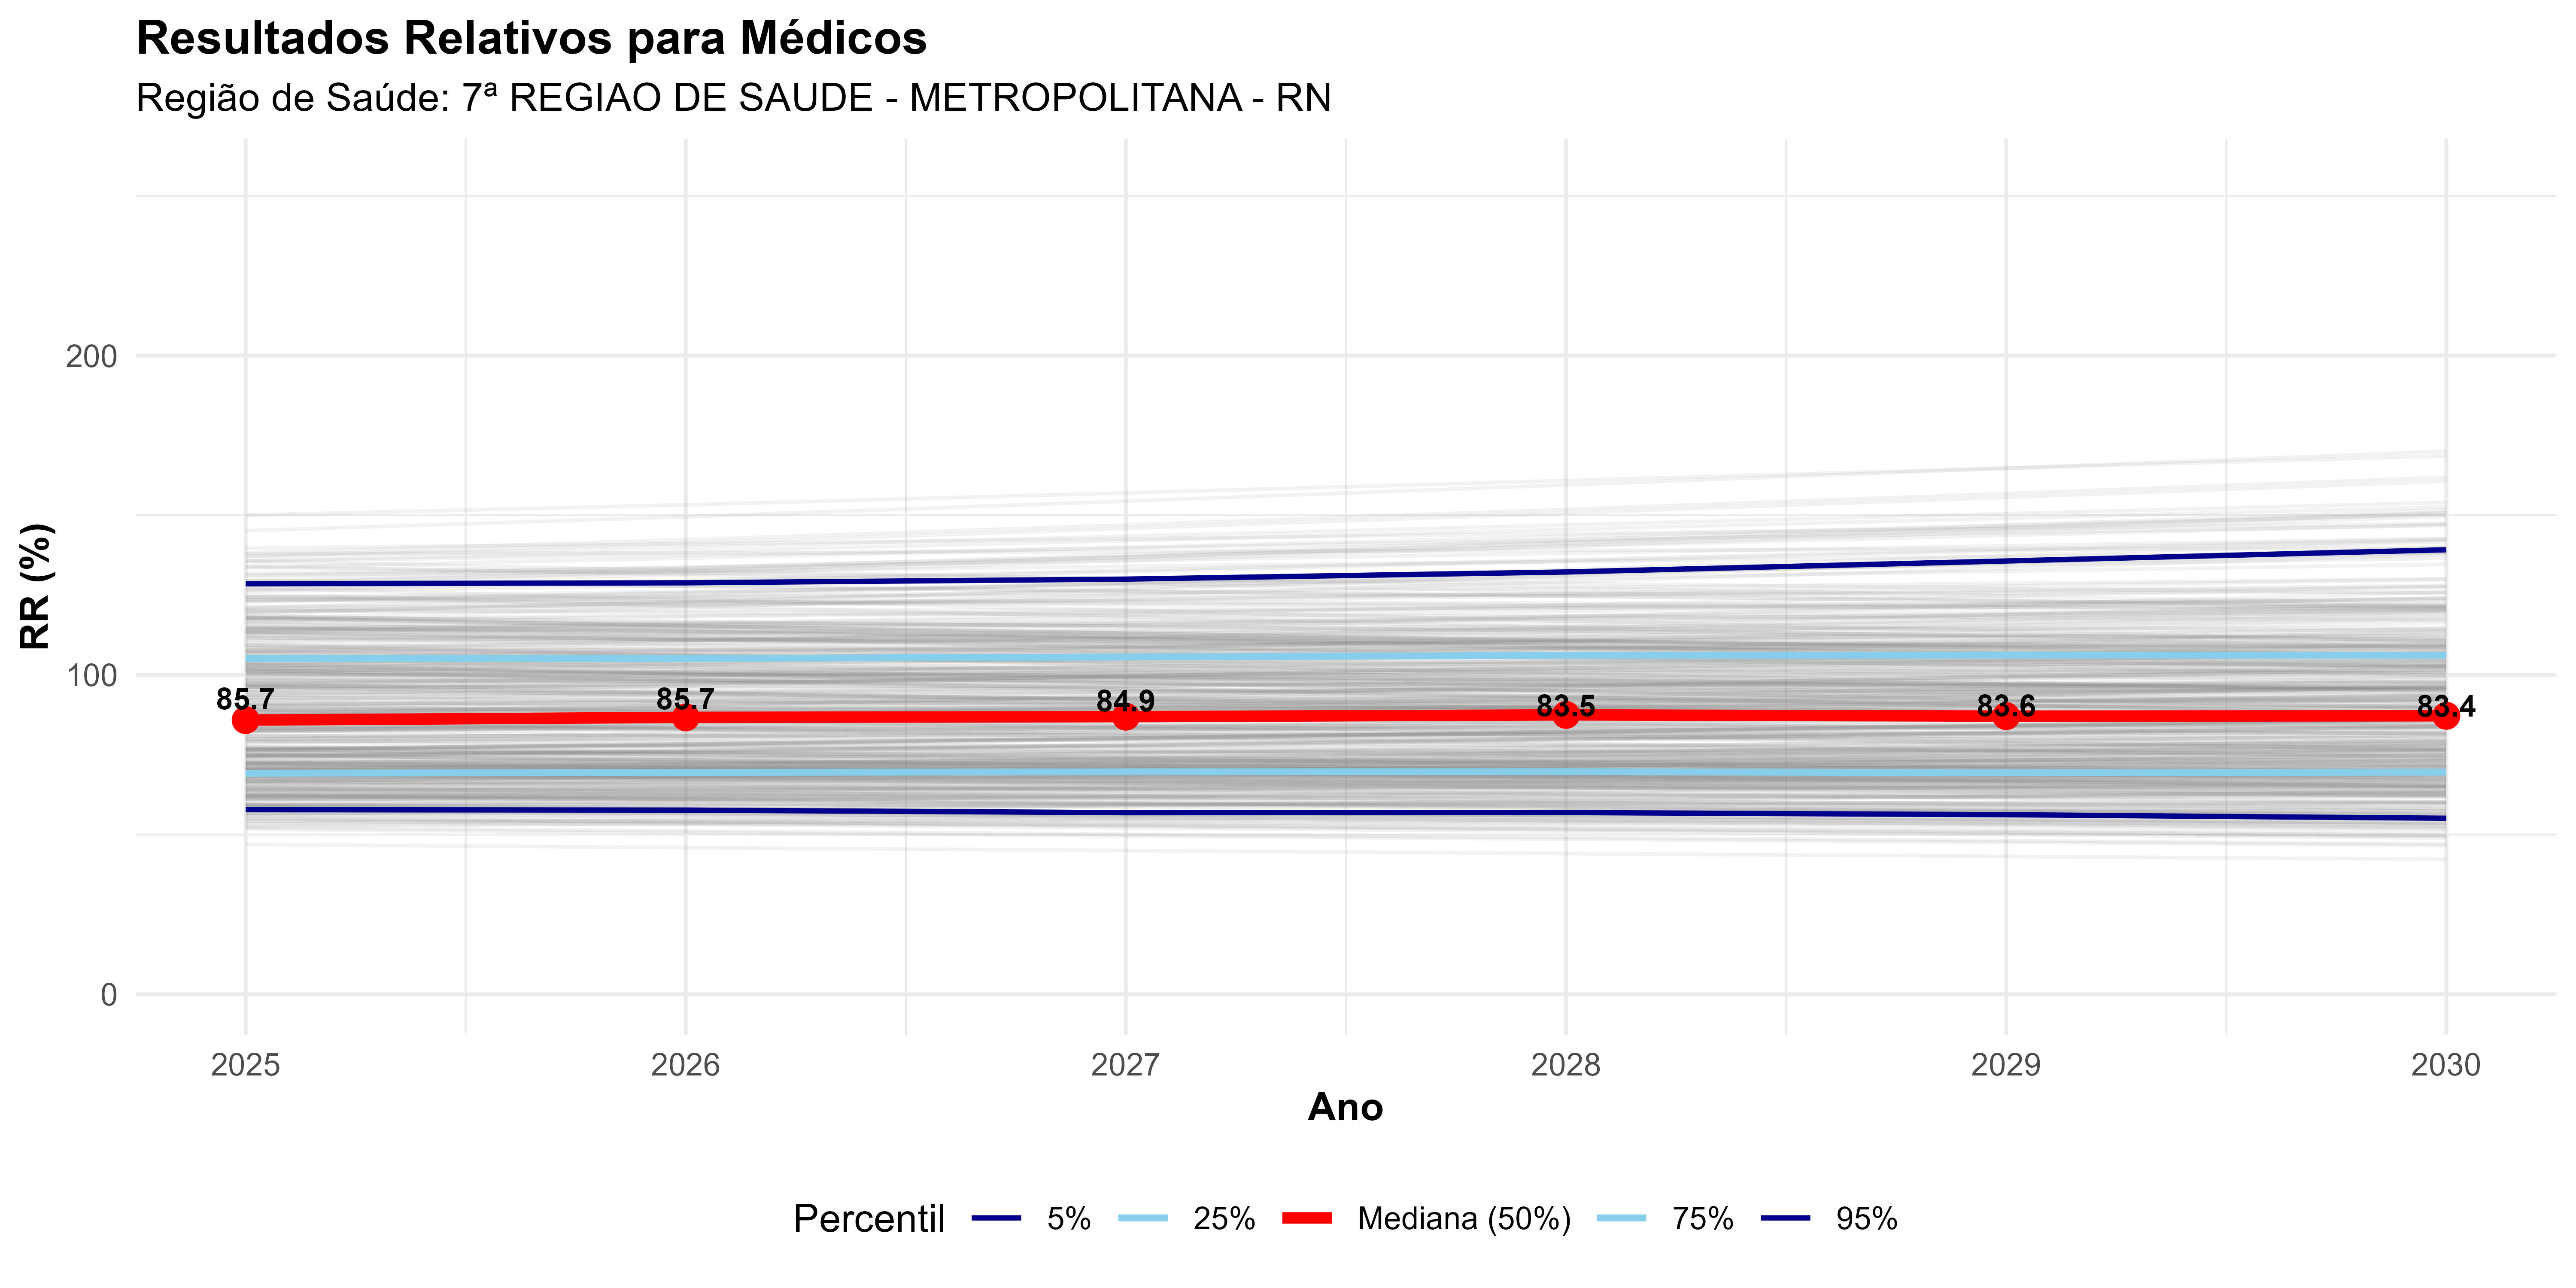 Resultados Relativos para Médicos
Região de Saúde: 7ª REGIAO DE SAUDE - METROPOLITANA - RN
RR (%)
200
100
0
85.7 85.7 84.9 83.5 83.6 83.4
2025 2026 2027 2028 2029 2030
Ano
Percentil 5% 25% Mediana (50%) 75% 95%